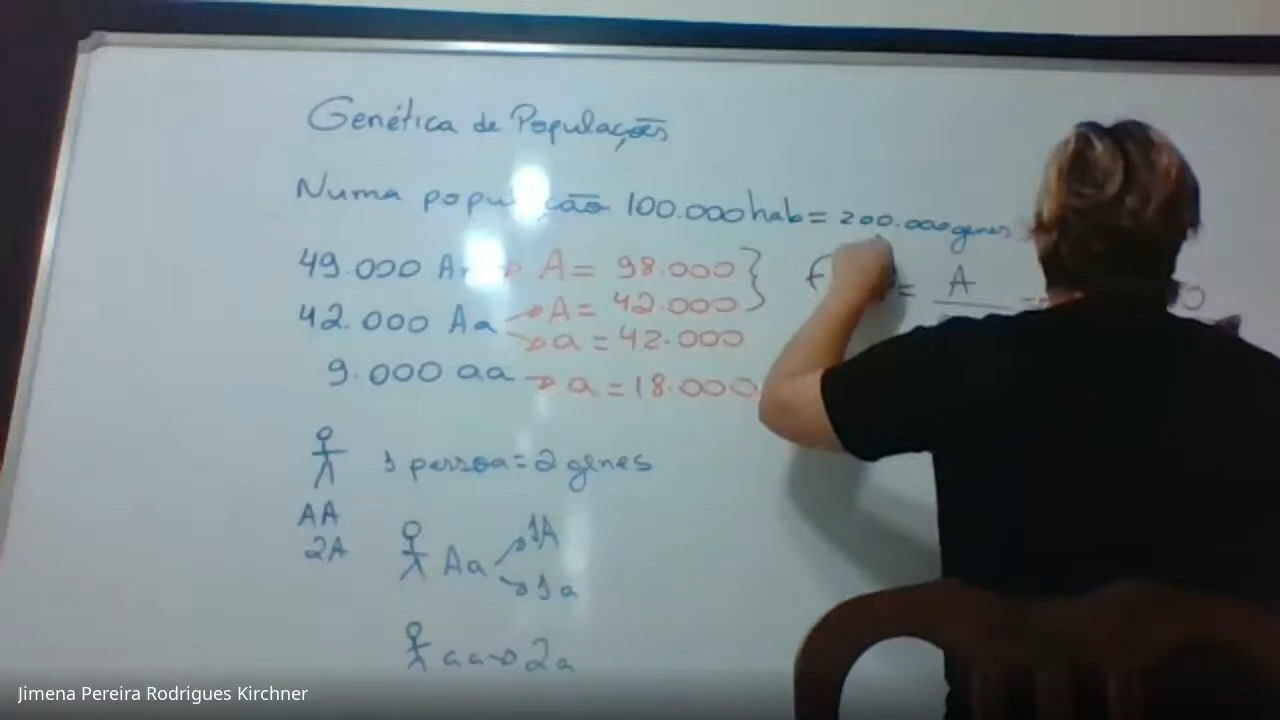 Genética de Populações
Numa população 100.000 hab = 200.000 genes
49.000 A → A = 98.000 }
42.000 Aa → A = 42.000
→ a = 42.000
9.000 aa → a = 18.000
f = A =
1 pessoa = 2 genes
AA
2A
Aa → 1A
→ 1a
aa → 2a
Jimena Pereira Rodrigues Kirchner